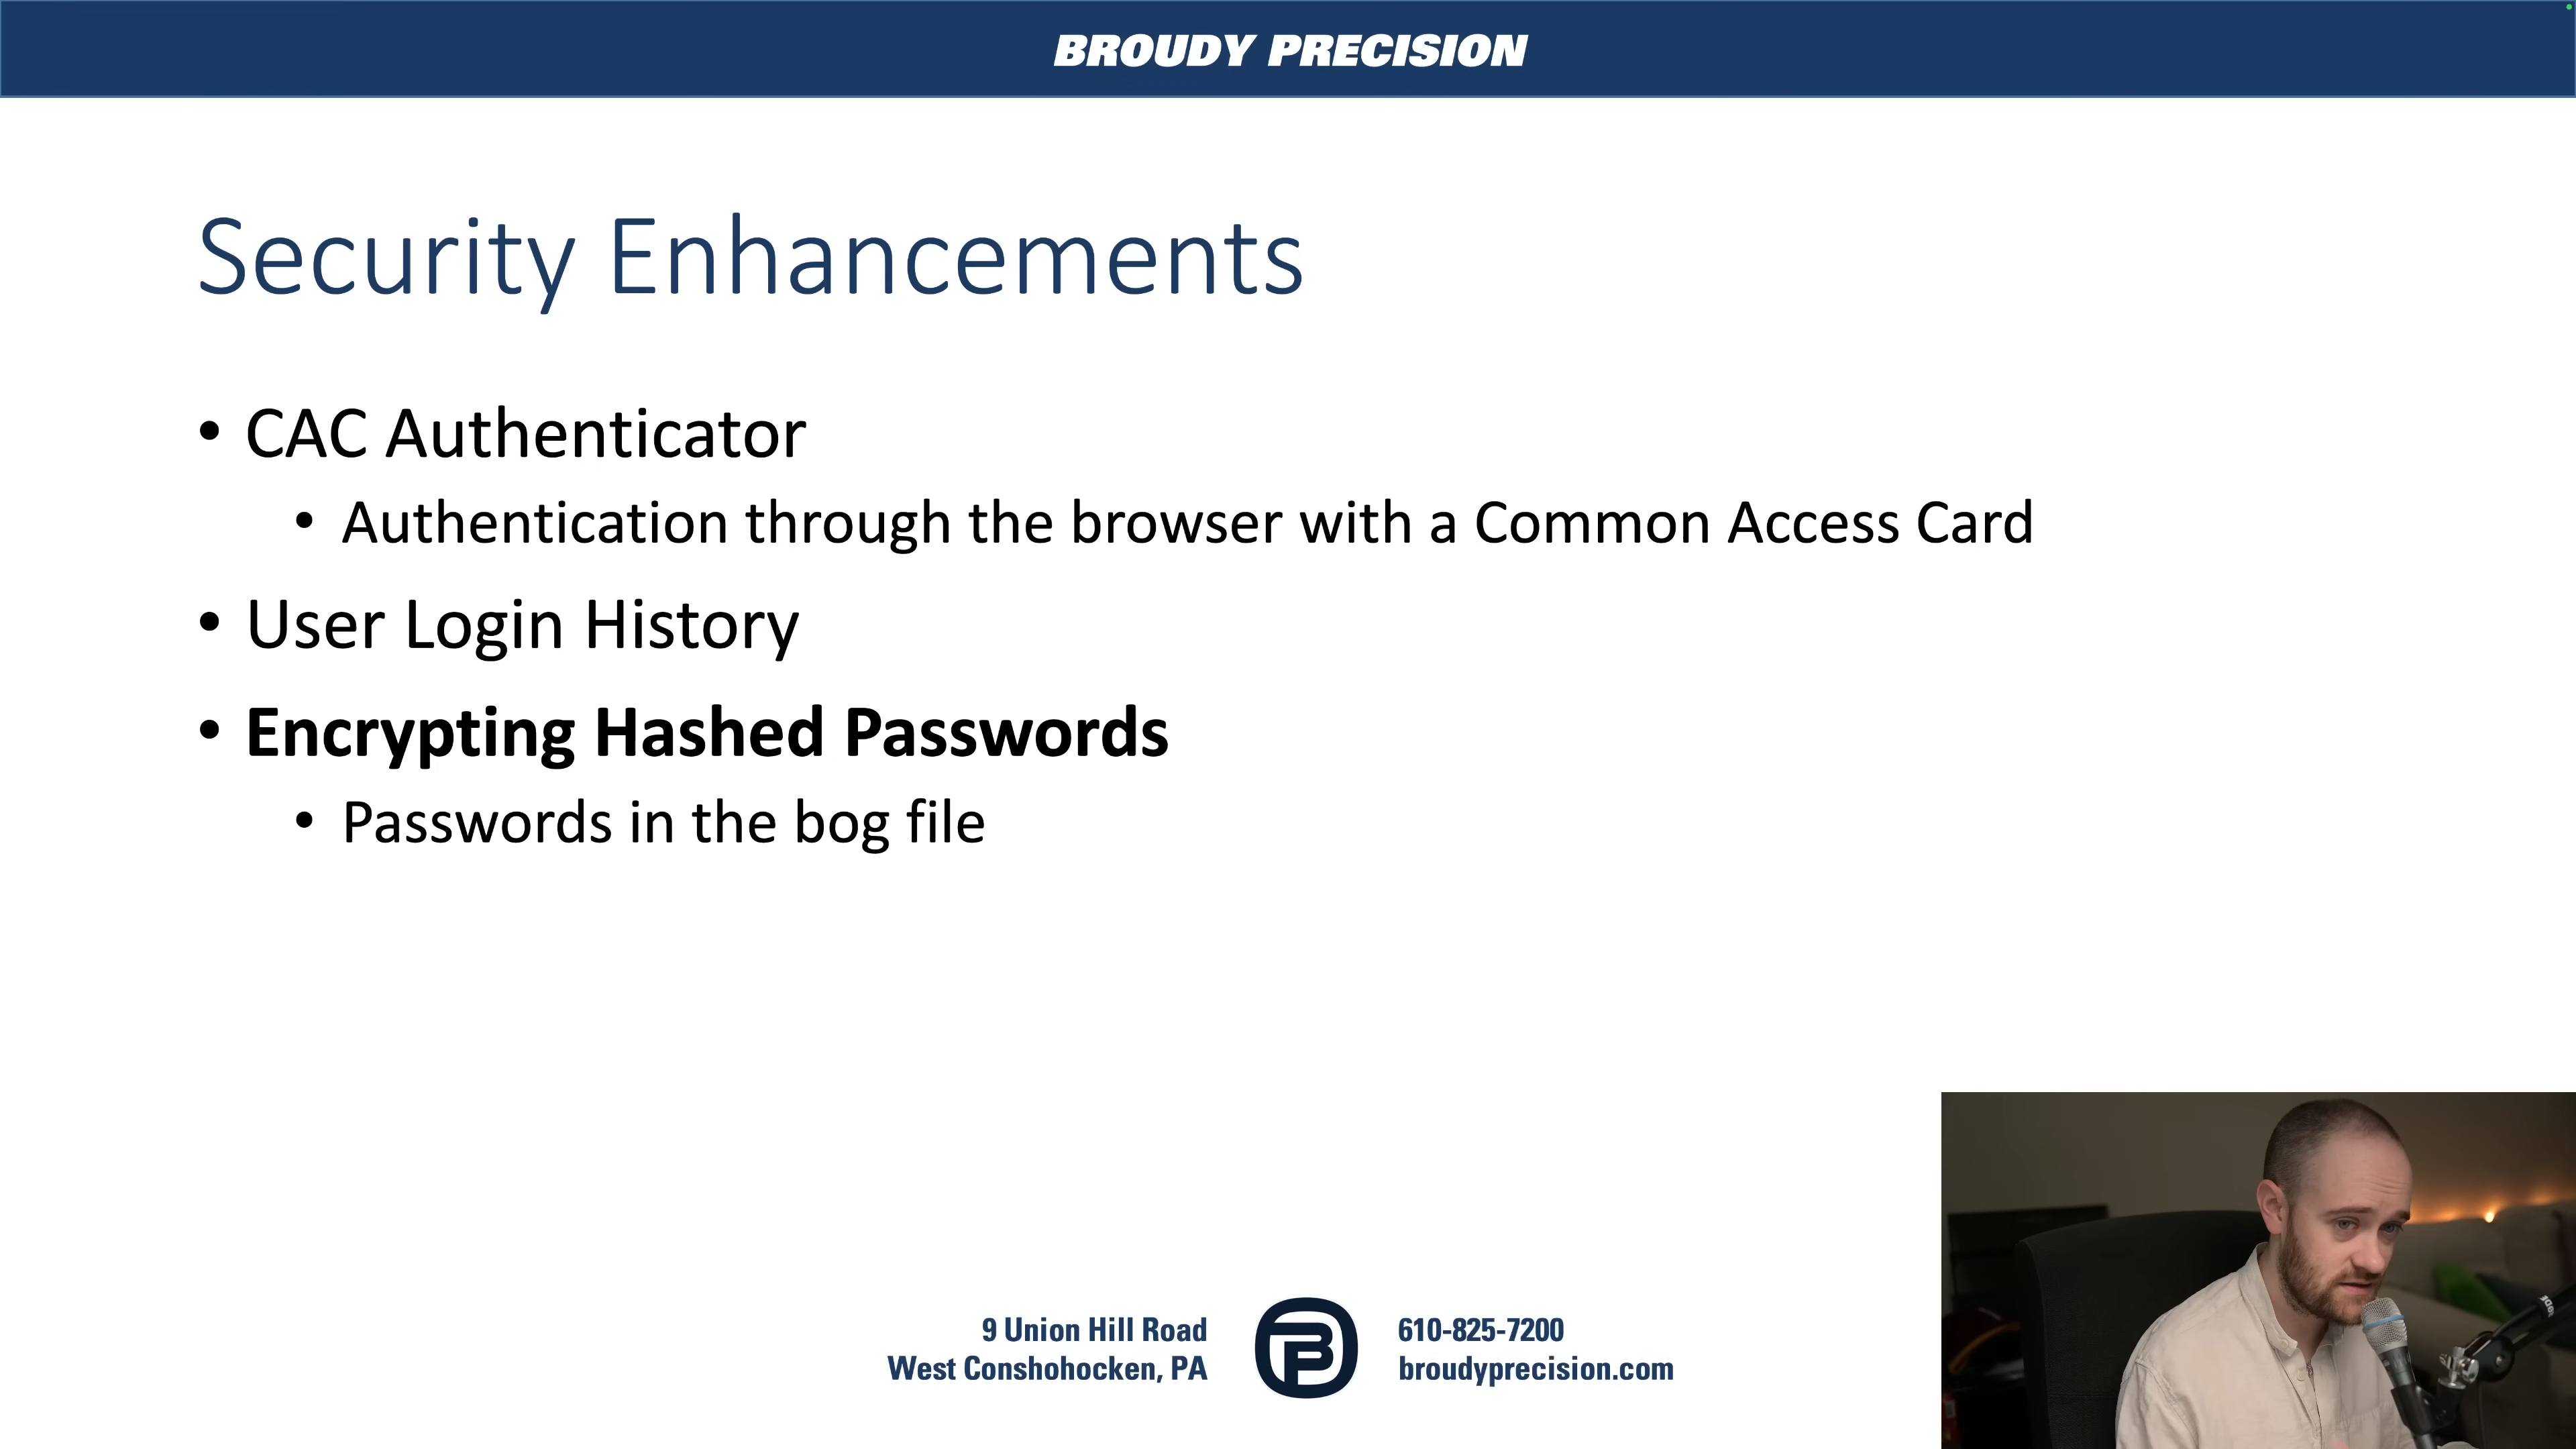 BROUDY PRECISION
Security Enhancements
• CAC Authenticator
• Authentication through the browser with a Common Access Card
• User Login History
• Encrypting Hashed Passwords
• Passwords in the bog file
9 Union Hill Road
West Conshohocken, PA
610-825-7200
broudyprecision.com